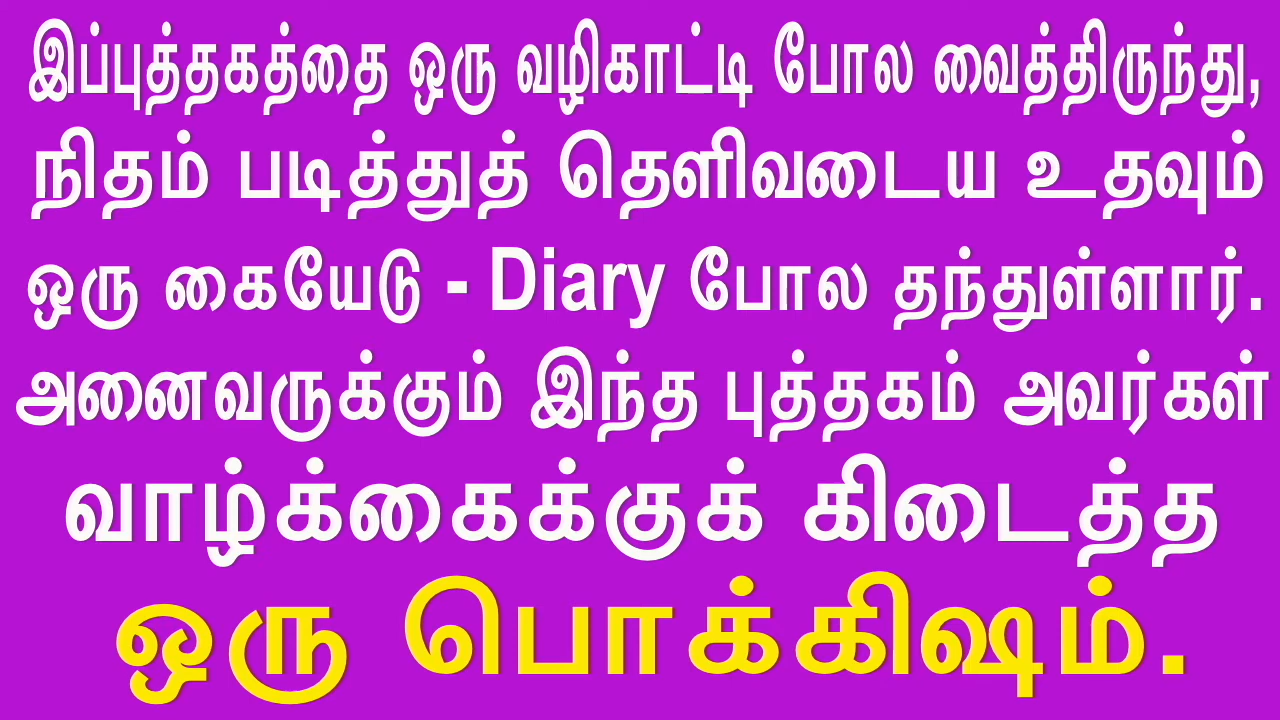 இப்புத்தகத்தை ஒரு வழிகாட்டி போல வைத்திருந்து,
நிதம் படித்துத் தெளிவடைய உதவும்
ஒரு கையேடு - Diary போல தந்துள்ளார்.
அனைவருக்கும் இந்த புத்தகம் அவர்கள்
வாழ்க்கைக்குக் கிடைத்த
ஒரு பொக்கிஷம்.